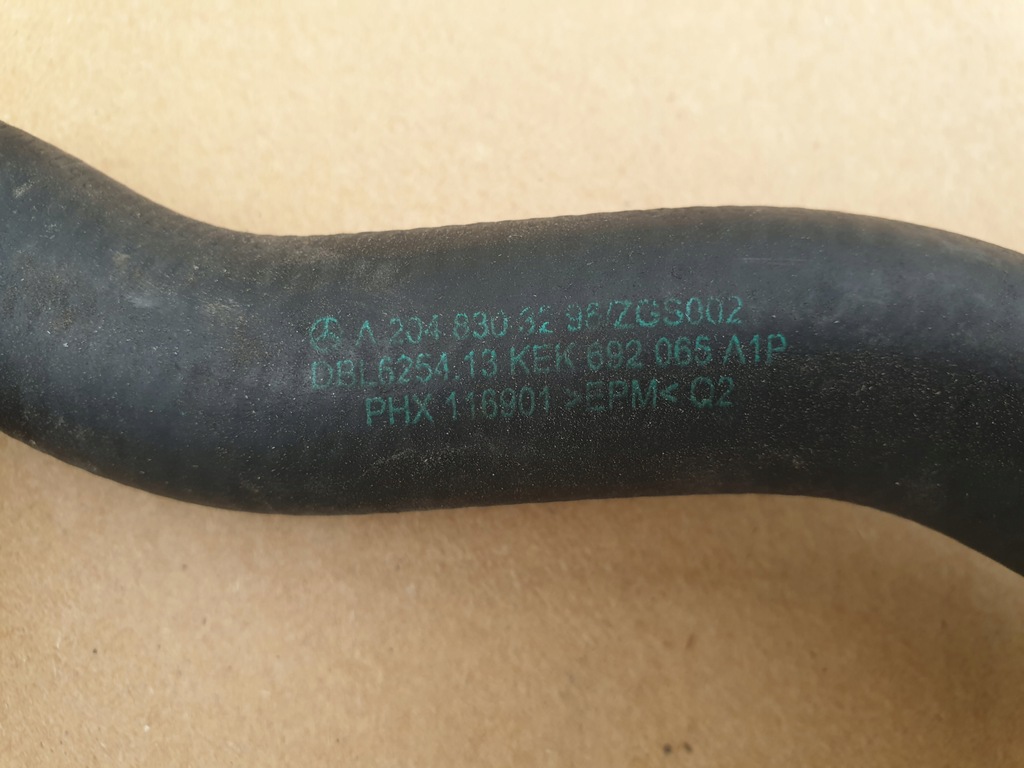 A 204 830 32 96/ZGS002
DBL6254.13 KEK 692 065 A1P
PHX 116901 >EPM< Q2